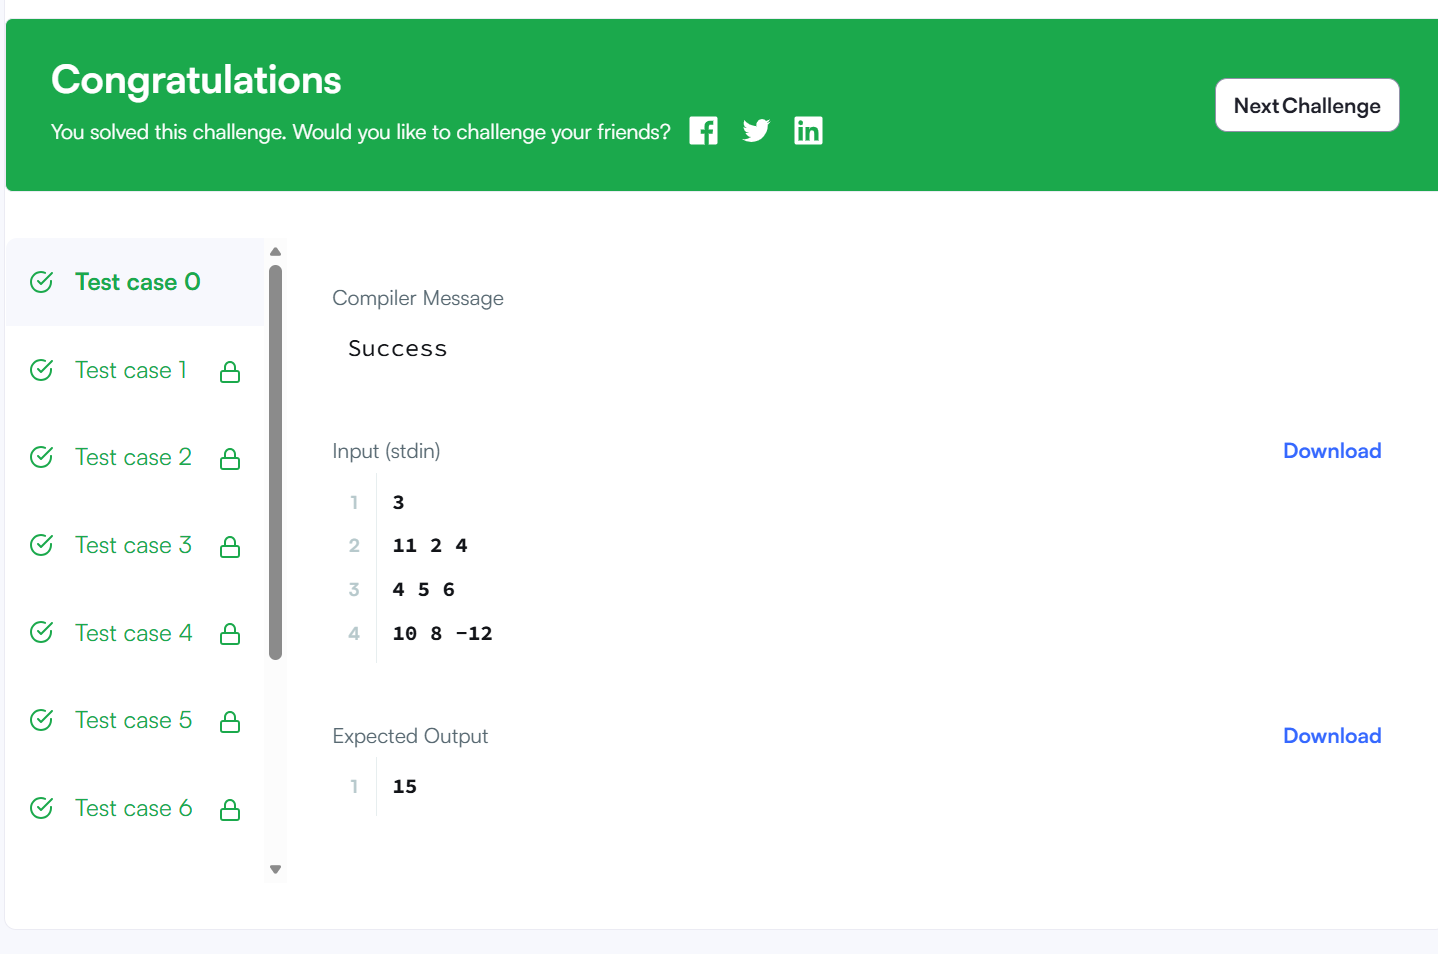 Congratulations
You solved this challenge. Would you like to challenge your friends?
Next Challenge
Test case 0
Test case 1
Test case 2
Test case 3
Test case 4
Test case 5
Test case 6
Compiler Message
Success
Input (stdin)
Download
1 3
2 11 2 4
3 4 5 6
4 10 8 -12
Expected Output
Download
1 15